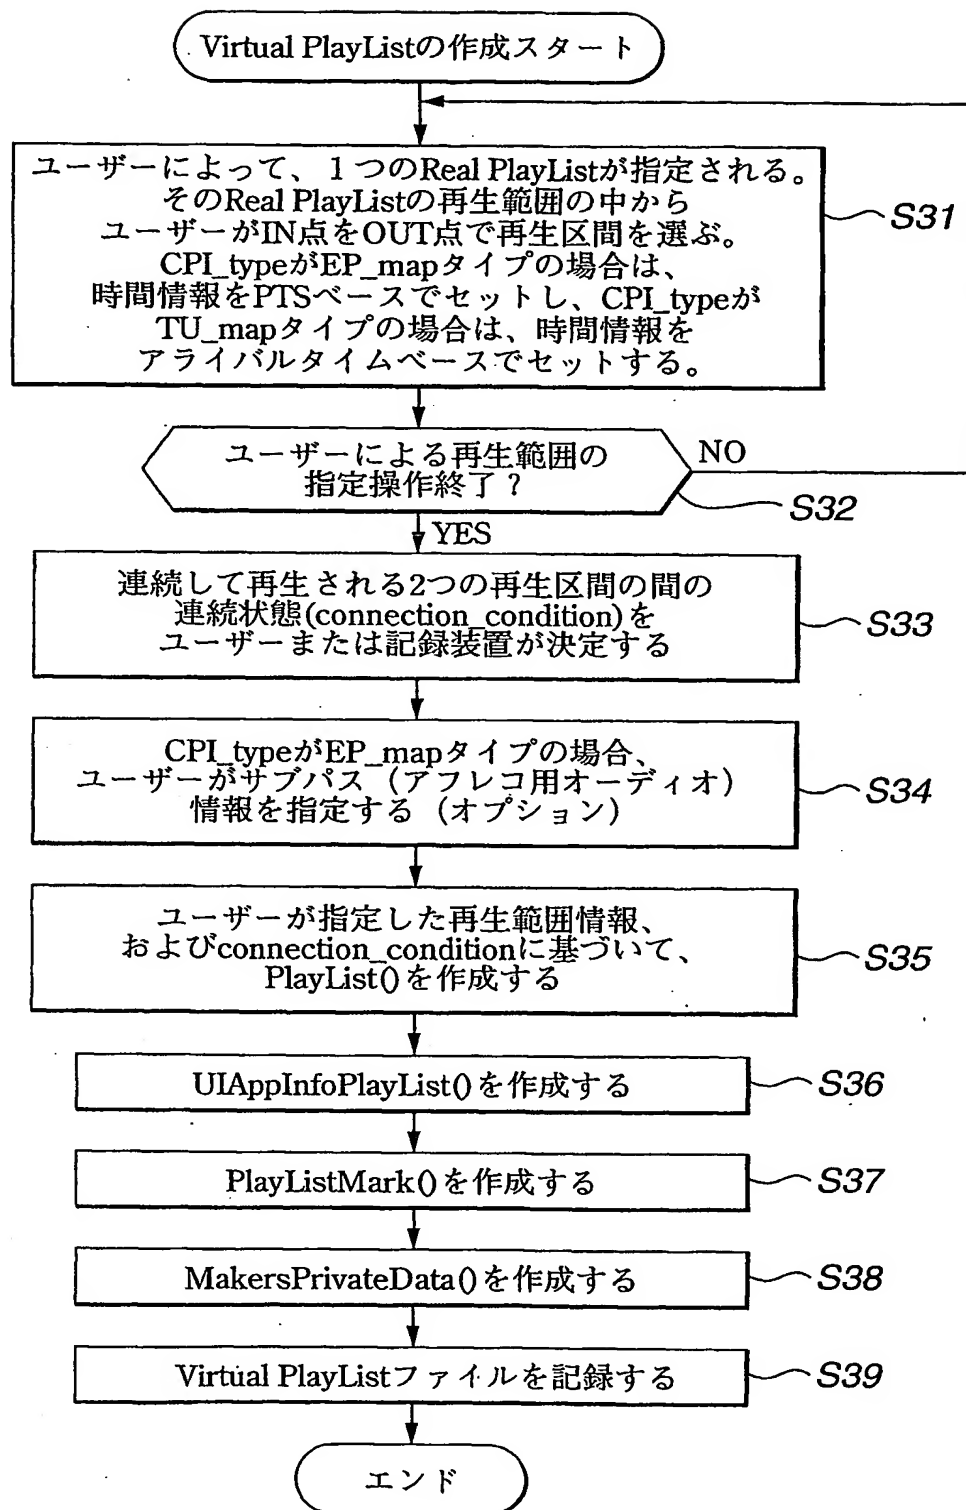 Virtual PlayListの作成スタート
ユーザーによって、1つのReal PlayListが指定される。
そのReal PlayListの再生範囲の中から
ユーザーがIN点をOUT点で再生区間を選ぶ。
CPI_typeがEP_mapタイプの場合は、
時間情報をPTSベースでセットし、CPI_typeが
TU_mapタイプの場合は、時間情報を
アライバルタイムベースでセットする。
S31
ユーザーによる再生範囲の
指定操作終了?
NO
S32
YES
連続して再生される2つの再生区間の間の
連続状態(connection_condition)を
ユーザーまたは記録装置が決定する
S33
CPI_typeがEP_mapタイプの場合、
ユーザーがサブパス(アフレコ用オーディオ)
情報を指定する(オプション)
S34
ユーザーが指定した再生範囲情報、
およびconnection_conditionに基づいて、
PlayList()を作成する
S35
UIAppInfoPlayList()を作成する
S36
PlayListMark()を作成する
S37
MakersPrivateData()を作成する
S38
Virtual PlayListファイルを記録する
S39
エンド